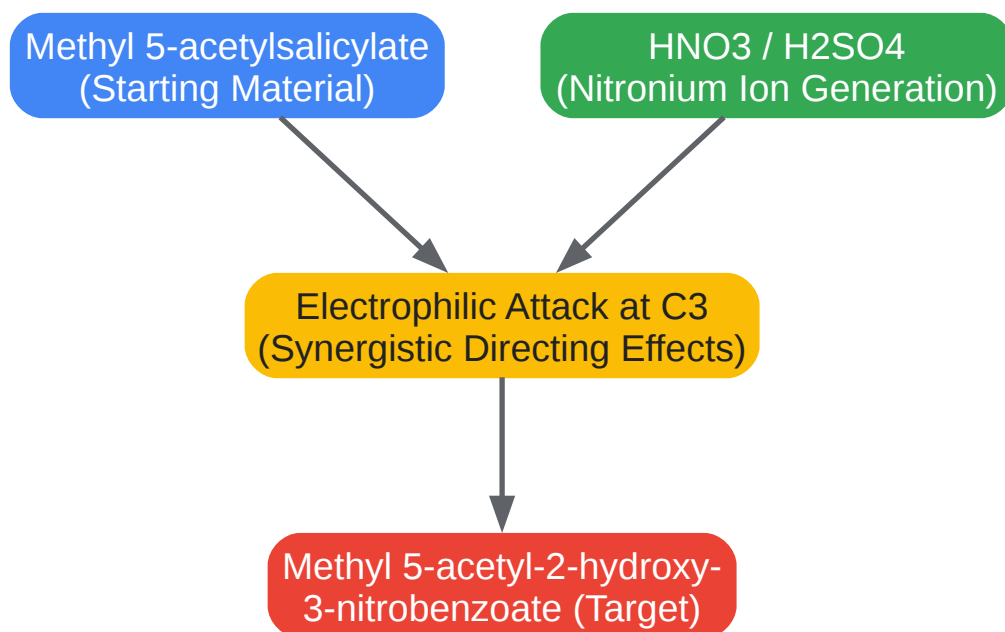 Methyl 5-acetylsalicylate
(Starting Material)
HNO3 / H2SO4
(Nitronium Ion Generation)
Electrophilic Attack at C3
(Synergistic Directing Effects)
Methyl 5-acetyl-2-hydroxy-
3-nitrobenzoate (Target)